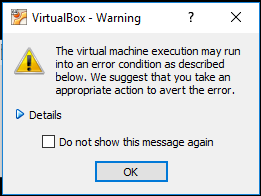 VirtualBox - Warning
The virtual machine execution may run
into an error condition as described
below. We suggest that you take an
appropriate action to avert the error.
Details
Do not show this message again
OK